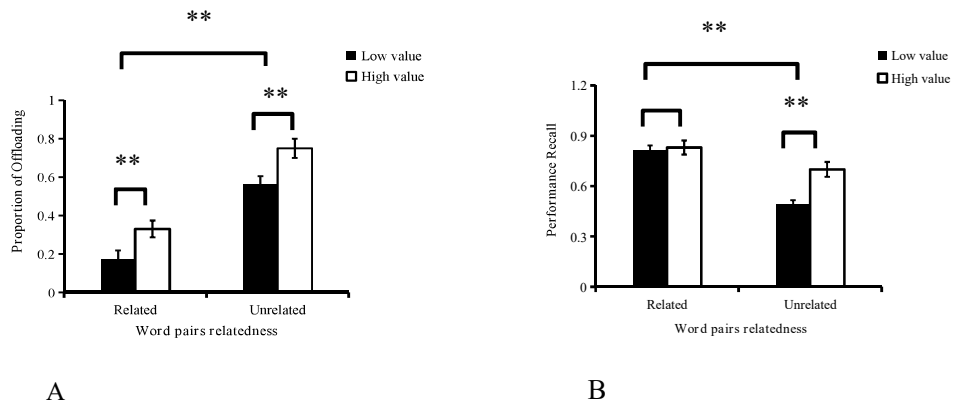 **
Low value
High value
**
**
Proportion of Offloading
1
0.8
0.6
0.4
0.2
0
Related
Unrelated
Word pairs relatedness
A
**
Low value
High value
**
Performance Recall
1.2
0.9
0.6
0.3
0
Related
Unrelated
Word pairs relatedness
B